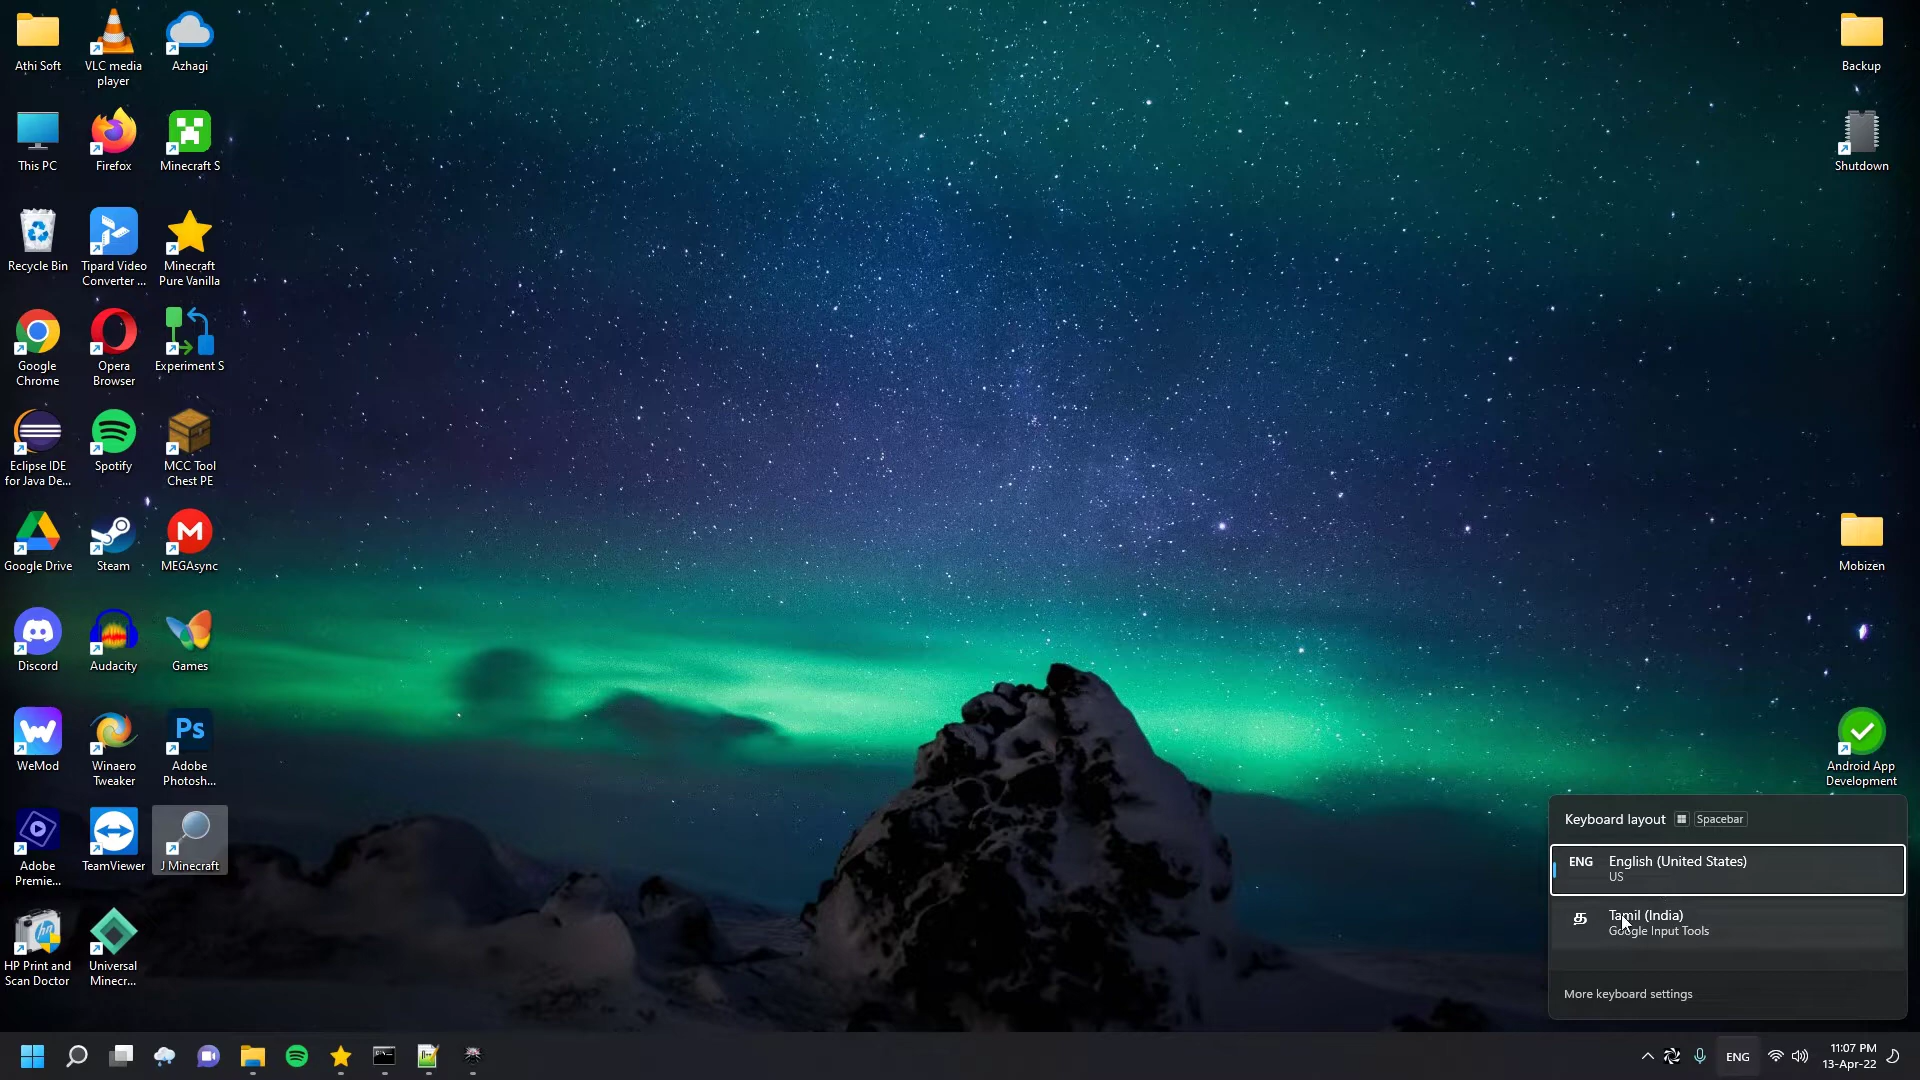 Athi Soft
VLC media
player
Azhagi
This PC
Firefox
Minecraft S
Recycle Bin
Tipard Video
Converter ...
Minecraft
Pure Vanilla
Google
Chrome
Opera
Browser
Experiment S
Eclipse IDE
for Java De...
Spotify
MCC Tool
Chest PE
Google Drive
Steam
MEGAsync
Discord
Audacity
Games
WeMod
Winaero
Tweaker
Ps
Adobe
Photosh...
Adobe
Premie...
TeamViewer
J Minecraft
HP Print and
Scan Doctor
Universal
Minecr...
Backup
Shutdown
Mobizen
Android App
Development
Keyboard layout Spacebar
ENG English (United States)
US
த Tamil (India)
Google Input Tools
More keyboard settings
ENG
11:07 PM
13-Apr-22